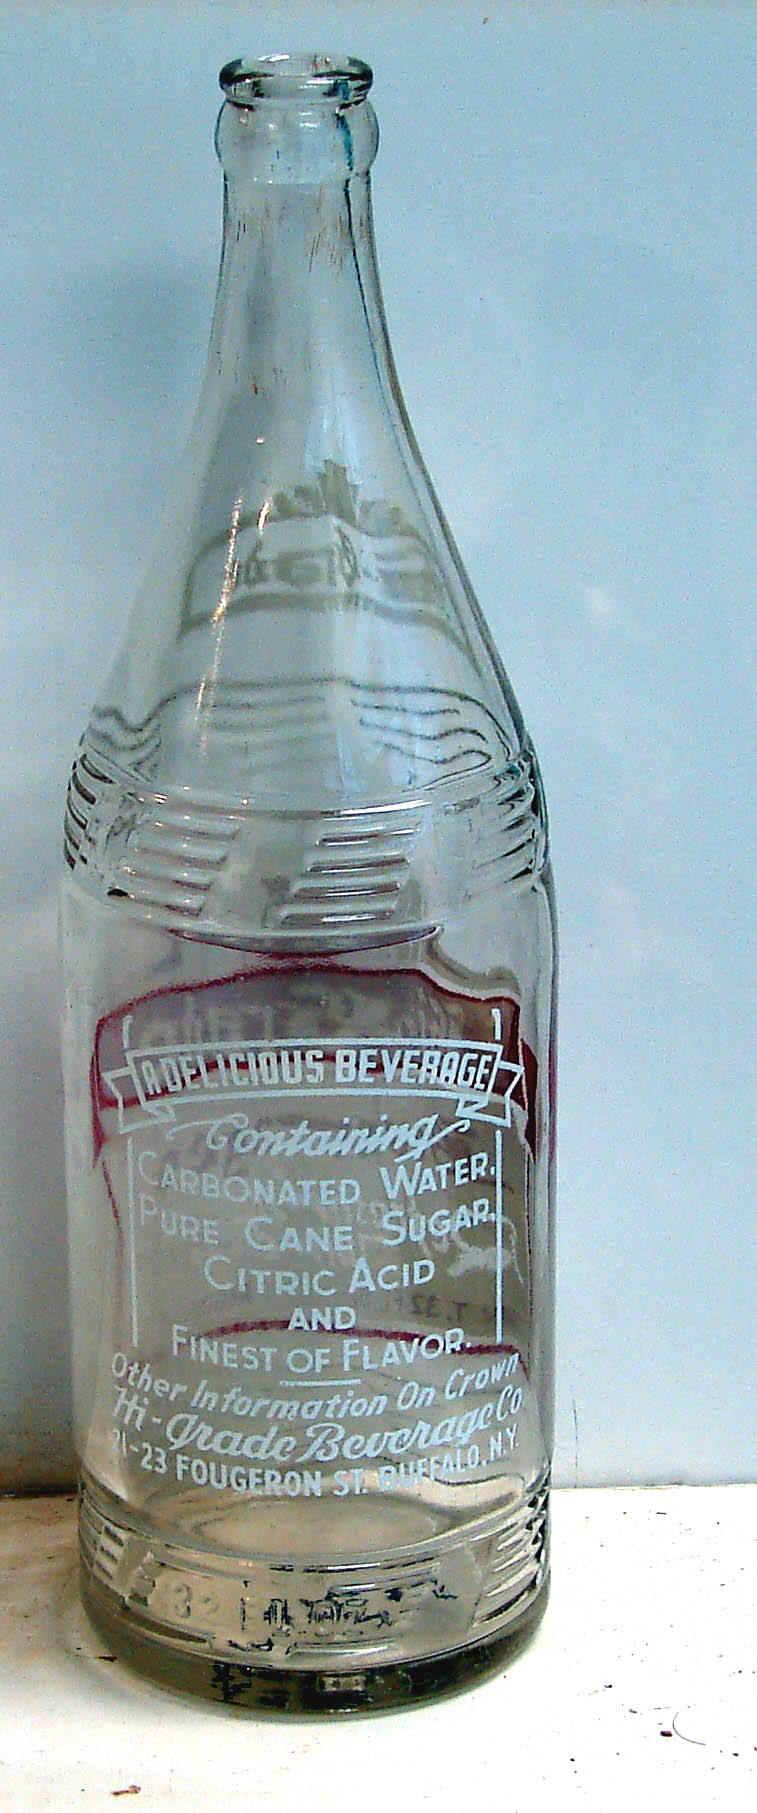 A DELICIOUS BEVERAGE
Containing
CARBONATED WATER.
PURE CANE SUGAR.
CITRIC ACID
AND
FINEST OF FLAVOR.
Other Information On Crown
Hi-Grade Beverage Co.
21-23 FOUGERON ST. BUFFALO, N.Y.
32